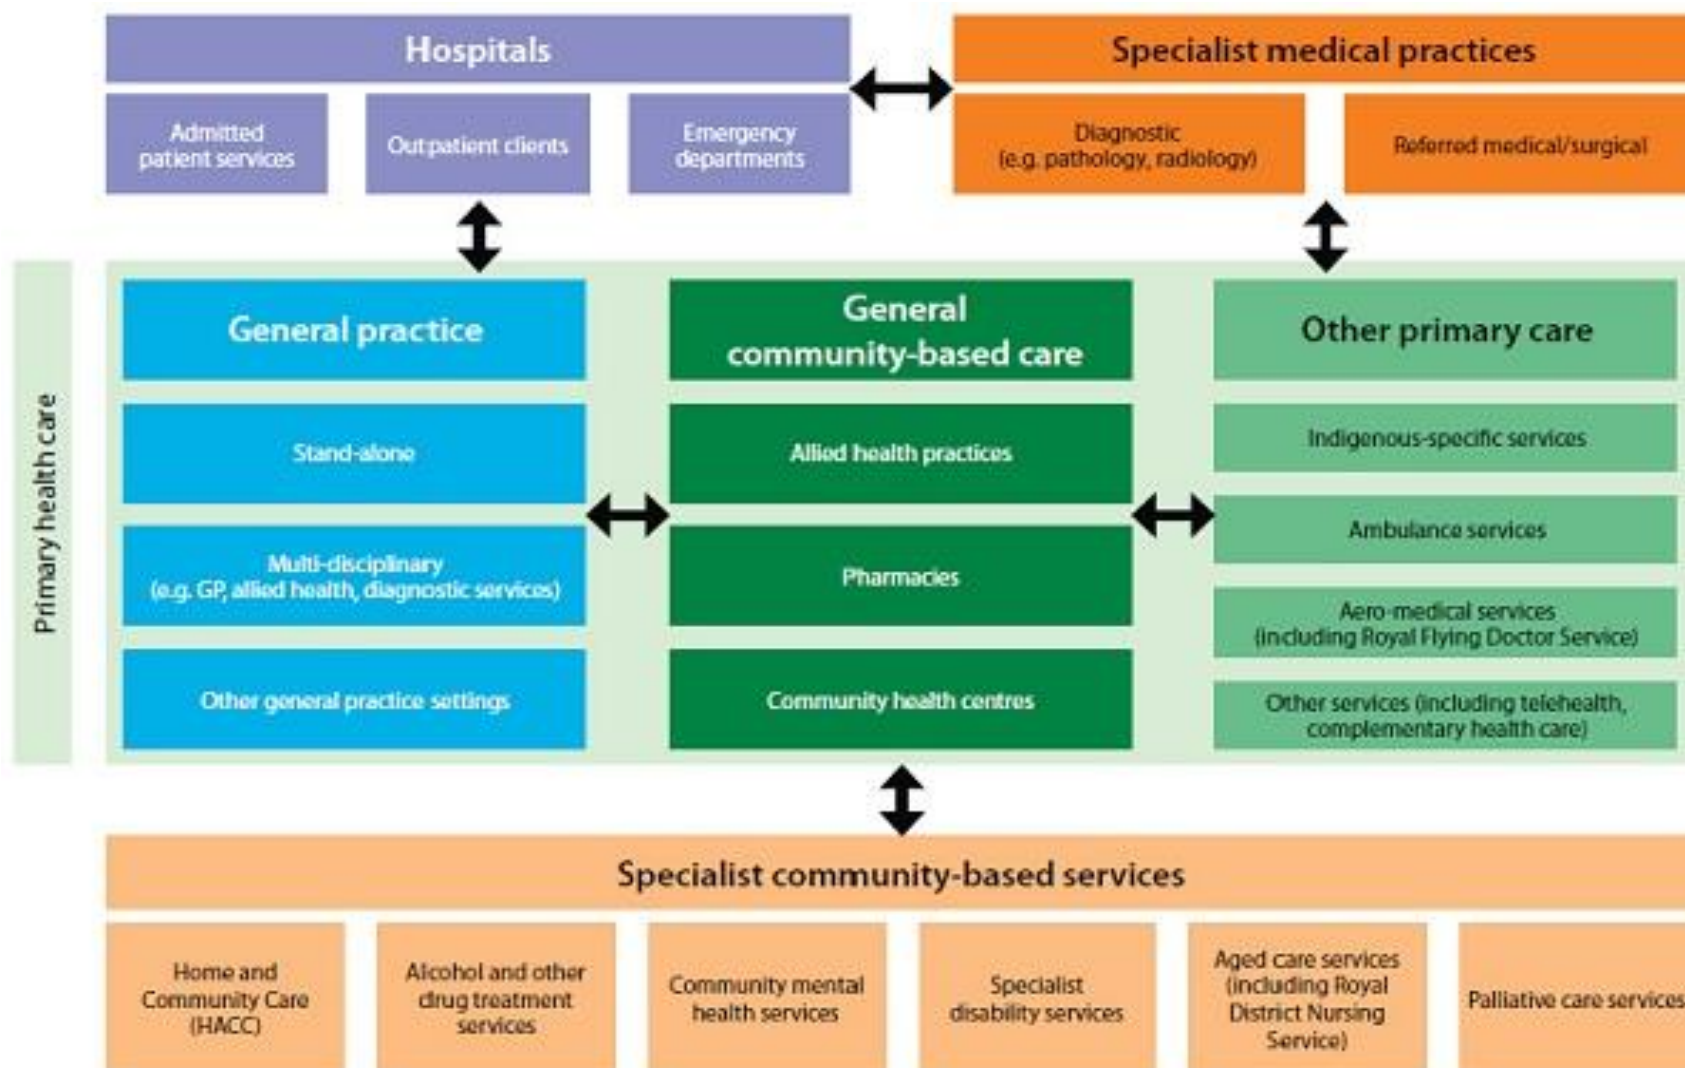 Hospitals
Specialist medical practices
Admitted
patient services
Outpatient clients
Emergency
departments
Diagnostic
(e.g. pathology, radiology)
Referred medical/surgical
Primary health care
General practice
Stand-alone
Multi-disciplinary
(e.g. GP, allied health, diagnostic services)
Other general practice settings
General
community-based care
Allied health practices
Pharmacies
Community health centres
Other primary care
Indigenous-specific services
Ambulance services
Aero-medical services
(including Royal Flying Doctor Service)
Other services (including telehealth,
complementary health care)
Specialist community-based services
Home and
Community Care
(HACC)
Alcohol and other
drug treatment
services
Community mental
health services
Specialist
disability services
Aged care services
(including Royal
District Nursing
Service)
Palliative care services